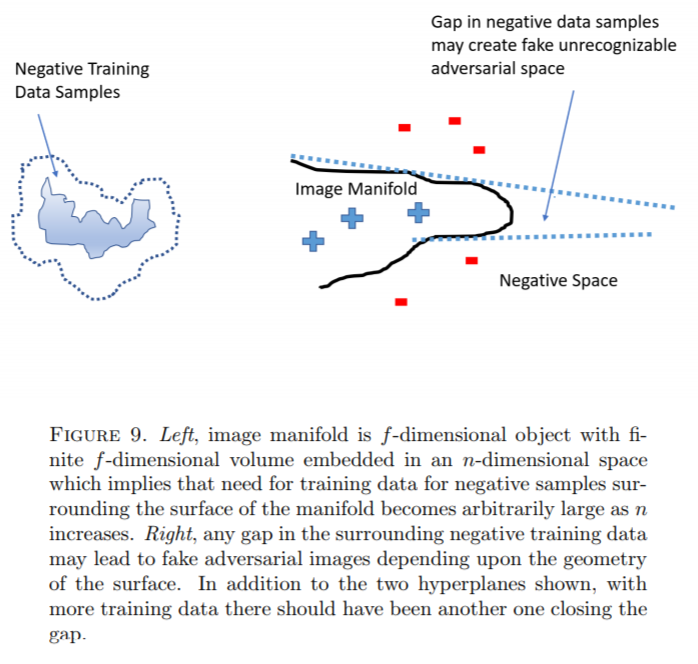 Gap in negative data samples
may create fake unrecognizable
adversarial space
Negative Training
Data Samples
Image Manifold
Negative Space
FIGURE 9. Left, image manifold is f-dimensional object with fi-
nite f-dimensional volume embedded in an n-dimensional space
which implies that need for training data for negative samples sur-
rounding the surface of the manifold becomes arbitrarily large as n
increases. Right, any gap in the surrounding negative training data
may lead to fake adversarial images depending upon the geometry
of the surface. In addition to the two hyperplanes shown, with
more training data there should have been another one closing the
gap.